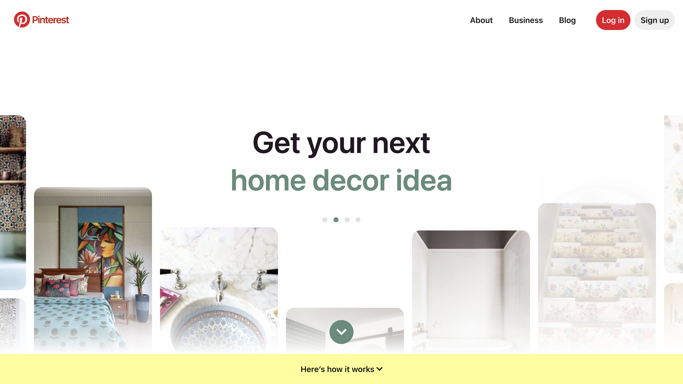 Pinterest
About
Business
Blog
Log in
Sign up
Get your next
home decor idea
Here's how it works